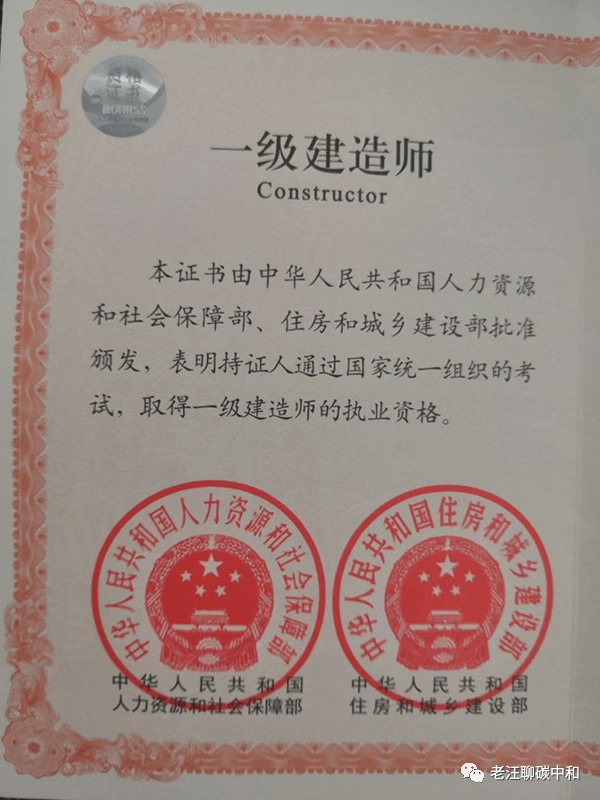 资格
证书
MOHRSS
一级建造师
Constructor
本证书由中华人民共和国人力资源
和社会保障部、住房和城乡建设部批准
颁发，表明持证人通过国家统一组织的考
试，取得一级建造师的执业资格。
中华人民共和国人力资源和社会保障部
中华人民共和国住房和城乡建设部
中华人民共和国
人力资源和社会保障部
中华人民共和国
住房和城乡建设部
老汪聊碳中和